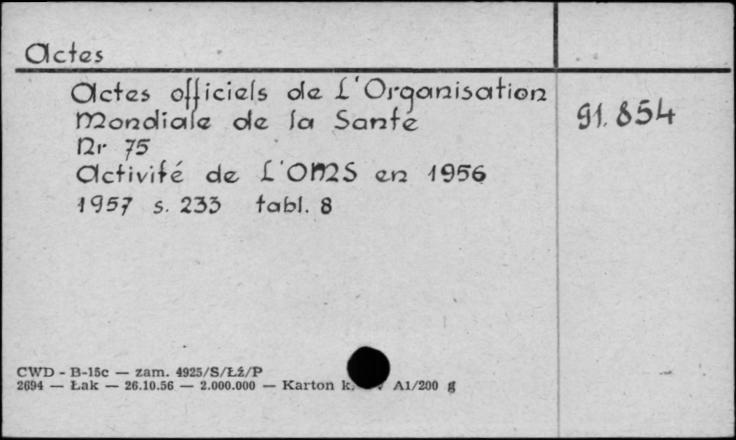 Actes
Actes officiels de L'Organisation
Mondiale de la Santé
91.854
Nr 75
Activité de L'OMS en 1956
1957 s. 233 tabl. 8
CWD - B-15c — zam. 4925/S/Łź/P
2694 — Łak — 26.10.56 — 2.000.000 — Karton k. V A1/200 g